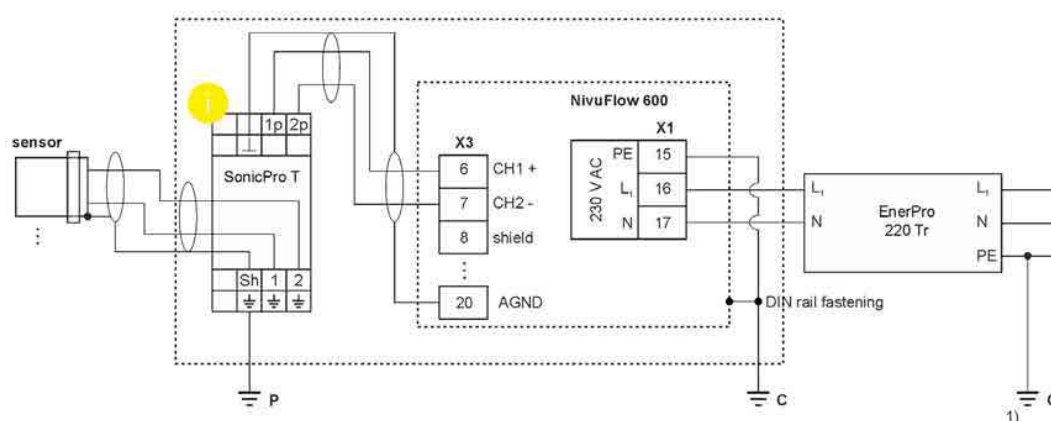 NivuFlow 600
sensor
1p 2p
SonicPro T
Sh 1 2
X3
6 CH1 +
7 CH2 -
8 shield
20 AGND
X1
230 V AC
PE 15
L₁ 16
N 17
L₁
N
EnerPro
220 Tr
L₁
N
PE
DIN rail fastening
P
C
1)